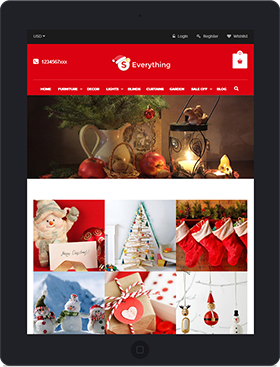 USD
Login
Register
Wishlist
1234567xxx
S Everything
HOME FURNITURE DECOR LIGHTS BLINDS CURTAINS GARDEN SALE OFF BLOG